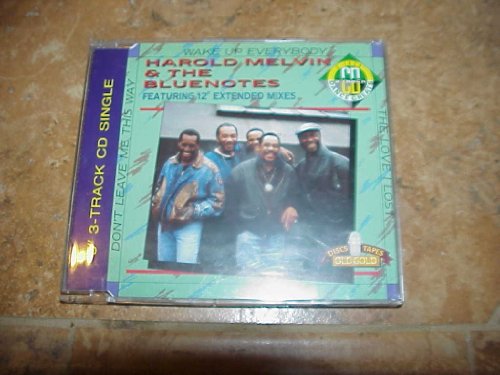 WAKE UP EVERYBODY
HAROLD MELVIN
& THE
BLUENOTES
FEATURING 12" EXTENDED MIXES
CD
3-TRACK CD SINGLE
DON'T LEAVE ME THIS WAY
THE LOVE I LOST
DISCS TAPES
OLD GOLD